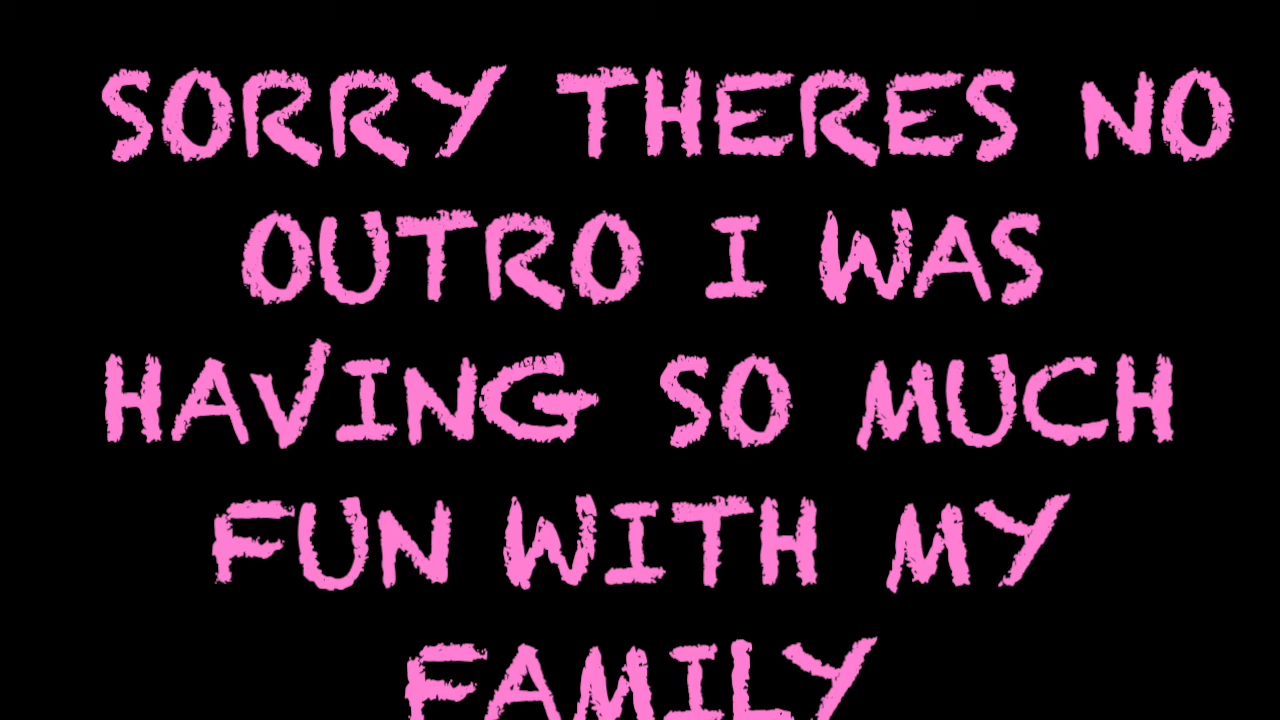 SORRY THERES NO
OUTRO I WAS
HAVING SO MUCH
FUN WITH MY
FAMILY